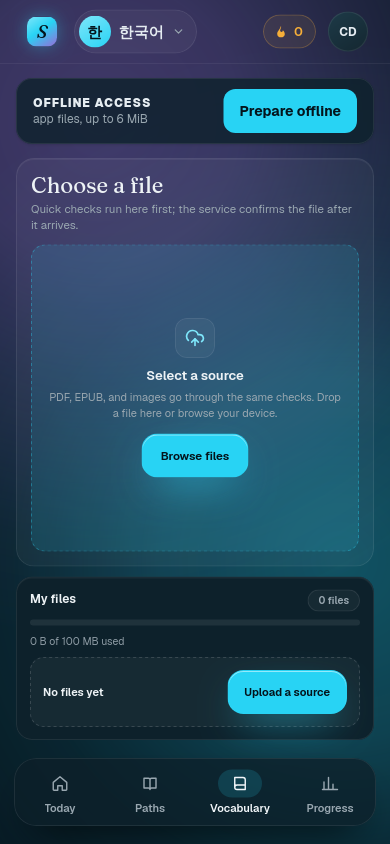 S
한
한국어
0
CD
OFFLINE ACCESS
app files, up to 6 MiB
Prepare offline
Choose a file
Quick checks run here first; the service confirms the file after
it arrives.
Select a source
PDF, EPUB, and images go through the same checks. Drop
a file here or browse your device.
Browse files
My files
0 files
0 B of 100 MB used
No files yet
Upload a source
Today
Paths
Vocabulary
Progress